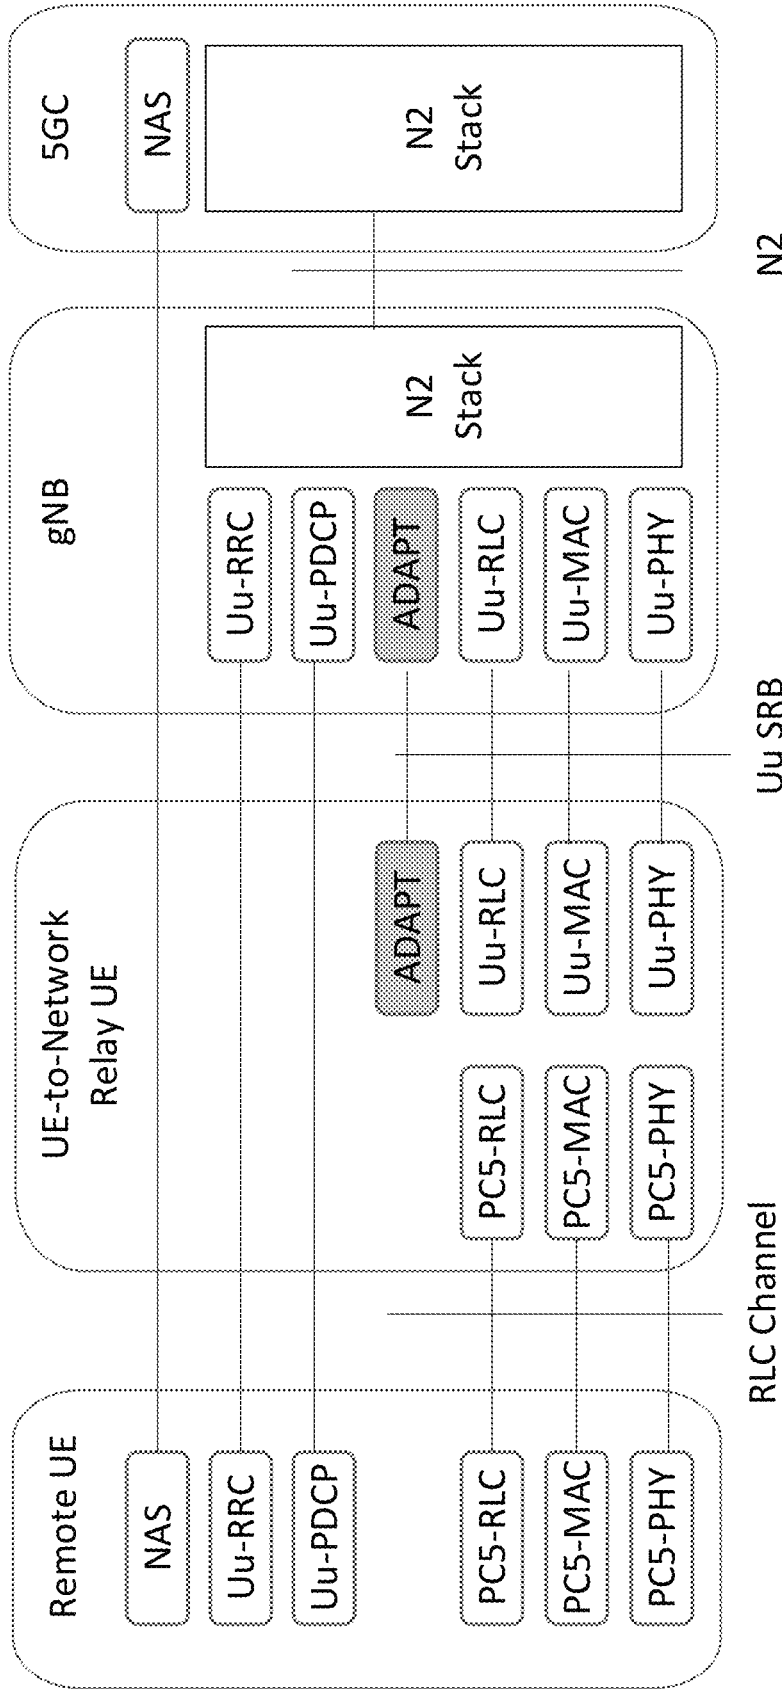 Remote UE
NAS
Uu-RRC
Uu-PDCP
PC5-RLC
PC5-MAC
PC5-PHY
RLC Channel
UE-to-Network
Relay UE
PC5-RLC
PC5-MAC
PC5-PHY
ADAPT
Uu-RLC
Uu-MAC
Uu-PHY
Uu SRB
gNB
Uu-RRC
Uu-PDCP
ADAPT
Uu-RLC
Uu-MAC
Uu-PHY
N2
Stack
N2
5GC
NAS
N2
Stack